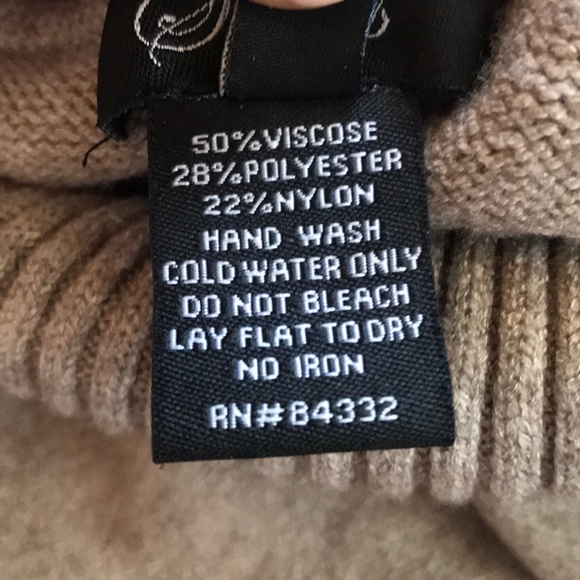 50%VISCOSE
28%POLYESTER
22%NYLON
HAND WASH
COLD WATER ONLY
DO NOT BLEACH
LAY FLAT TO DRY
NO IRON
RN#84332